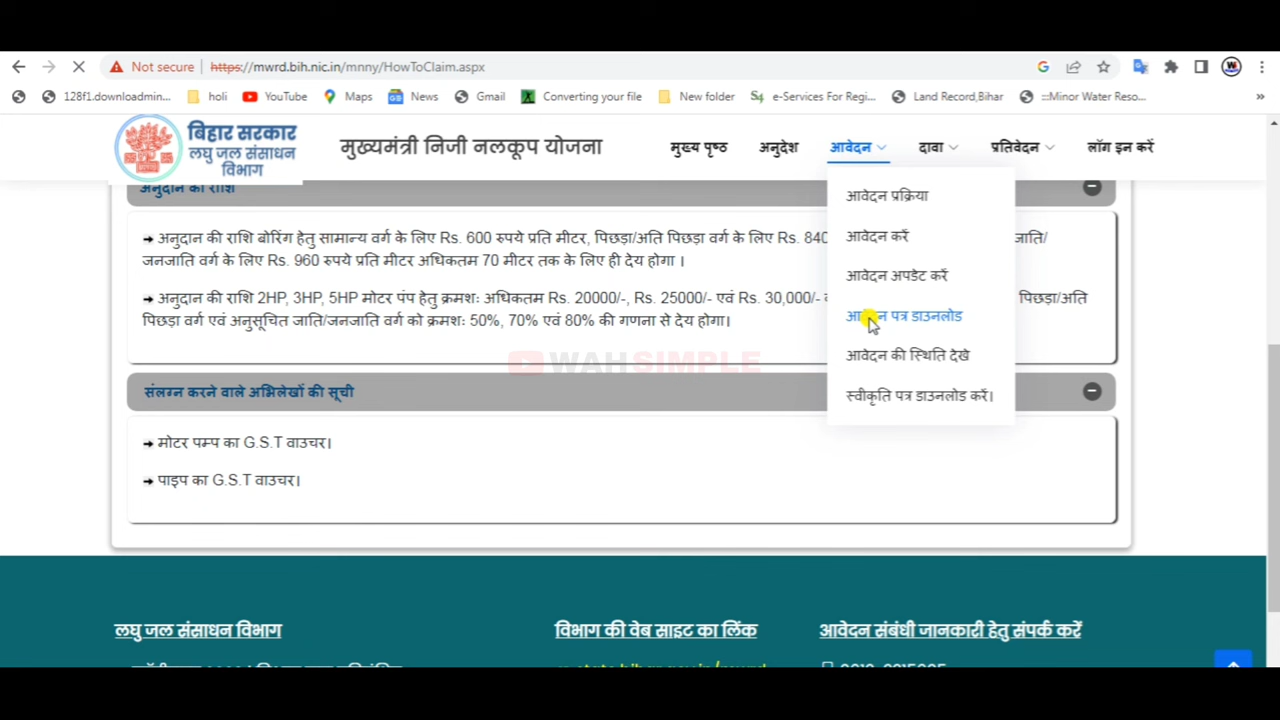 Not secure | https://mwrd.bih.nic.in/mnny/HowToClaim.aspx
128f1.downloadmin... holi YouTube Maps News Gmail Converting your file New folder e-Services For Regi... Land Record,Bihar ::Minor Water Reso... »
बिहार सरकार
लघु जल संसाधन
विभाग
मुख्यमंत्री निजी नलकूप योजना
मुख्य पृष्ठ अनुदेश आवेदन दावा प्रतिवेदन लॉग इन करें
आवेदन प्रक्रिया
आवेदन करें
आवेदन अपडेट करें
आवेदन पत्र डाउनलोड
आवेदन की स्थिति देखे
स्वीकृति पत्र डाउनलोड करें।
अनुदान की राशि
अनुदान की राशि बोरिंग हेतु सामान्य वर्ग के लिए Rs. 600 रुपये प्रति मीटर, पिछड़ा/अति पिछड़ा वर्ग के लिए Rs. 840 जाति/
जनजाति वर्ग के लिए Rs. 960 रुपये प्रति मीटर अधिकतम 70 मीटर तक के लिए ही देय होगा ।
अनुदान की राशि 2HP, 3HP, 5HP मोटर पंप हेतु क्रमशः अधिकतम Rs. 20000/-, Rs. 25000/- एवं Rs. 30,000/- पिछड़ा/अति
पिछड़ा वर्ग एवं अनुसूचित जाति/जनजाति वर्ग को क्रमशः 50%, 70% एवं 80% की गणना से देय होगा।
WAHSIMPLE
संलग्न करने वाले अभिलेखों की सूची
मोटर पम्प का G.S.T वाउचर।
पाइप का G.S.T वाउचर।
लघु जल संसाधन विभाग
विभाग की वेब साइट का लिंक
आवेदन संबंधी जानकारी हेतु संपर्क करें